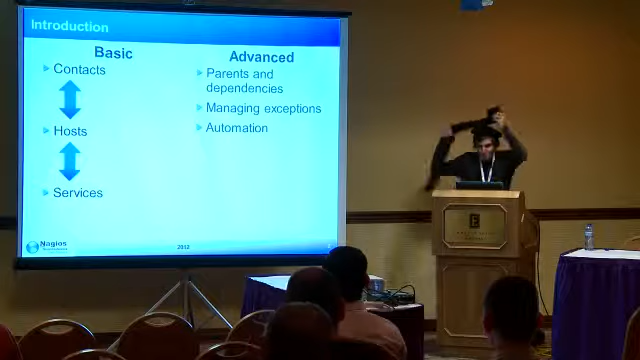 Introduction
Basic
Contacts
Hosts
Services
Advanced
Parents and
dependencies
Managing exceptions
Automation
Nagios
2012